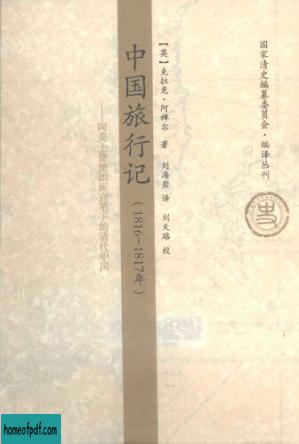 国家清史编纂委员会·编译丛刊
史
【英】克拉克·阿裨尔 著 刘海岩 译 刘天路 校
中国旅行记
(1816–1817年)
——阿美士德使团医官笔下的清代中国
homeofpdf.com